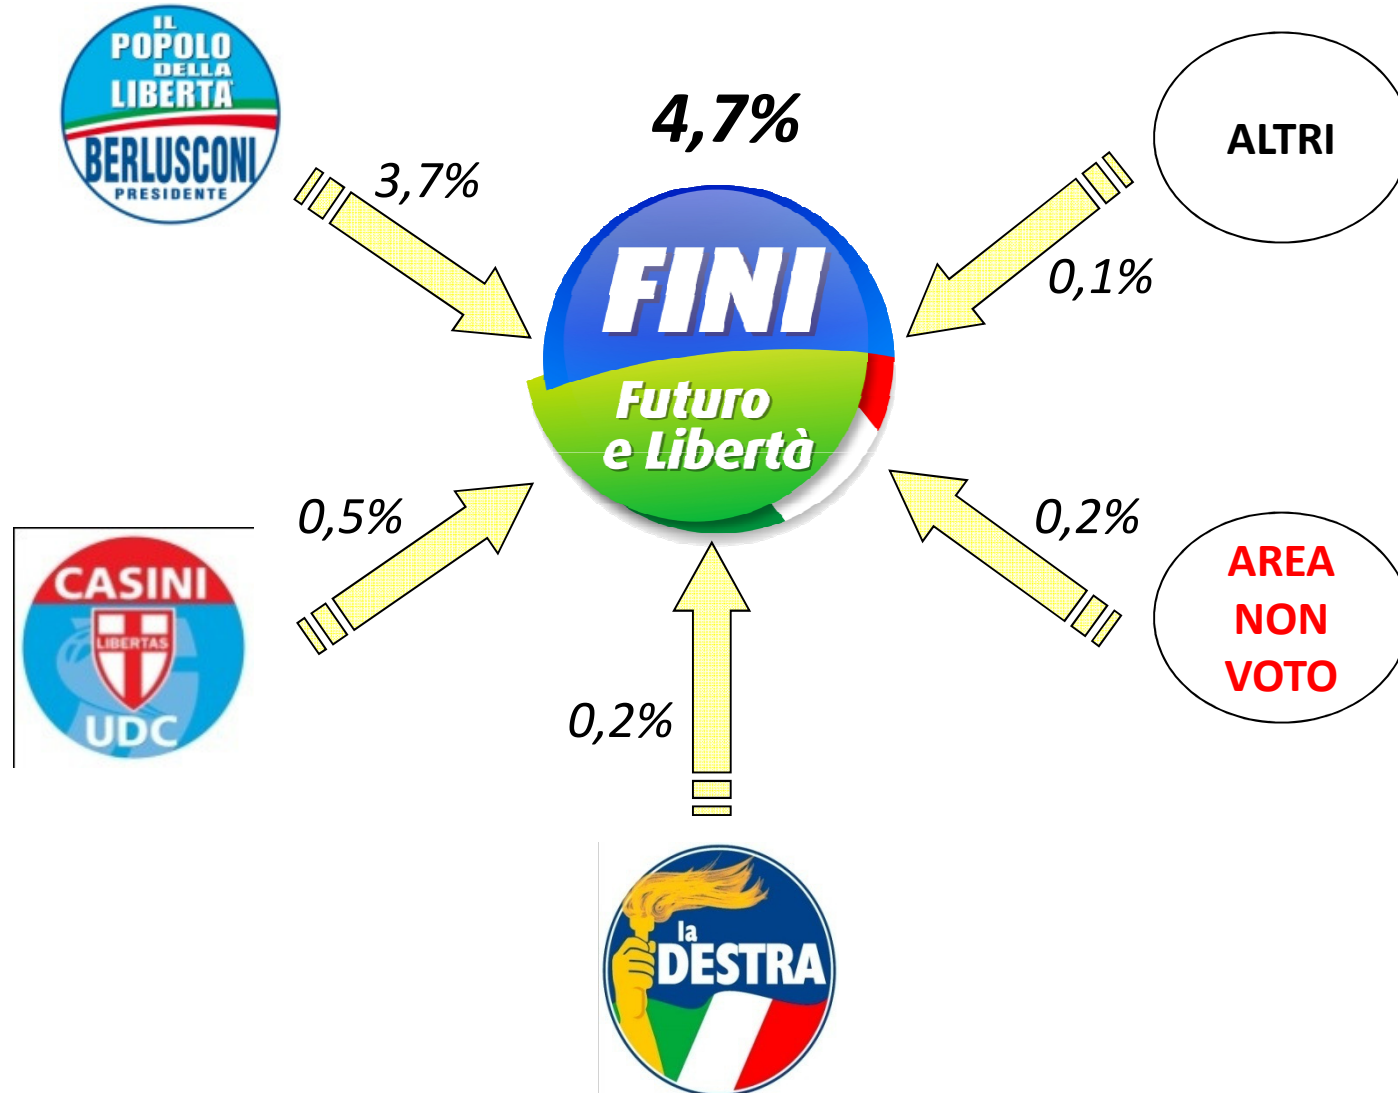 IL
POPOLO
DELLA
LIBERTÀ
BERLUSCONI
PRESIDENTE
3,7%
4,7%
ALTRI
0,1%
FINI
Futuro
e Libertà
0,5%
CASINI
LIBERTAS
UDC
0,2%
AREA
NON
VOTO
0,2%
la
DESTRA